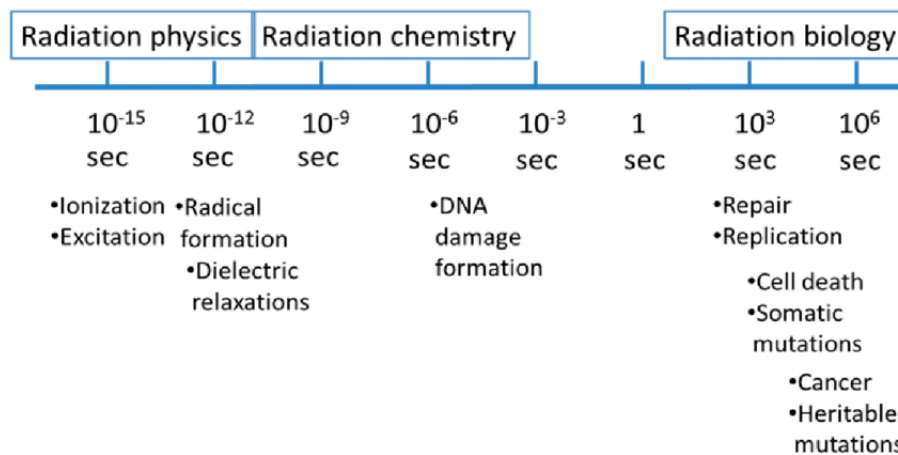 Radiation physics Radiation chemistry Radiation biology
10⁻¹⁵ 10⁻¹² 10⁻⁹ 10⁻⁶ 10⁻³ 1 10³ 10⁶
sec sec sec sec sec sec sec sec
•Ionization
•Excitation
•Radical
formation
•Dielectric
relaxations
•DNA
damage
formation
•Repair
•Replication
•Cell death
•Somatic
mutations
•Cancer
•Heritable
mutations